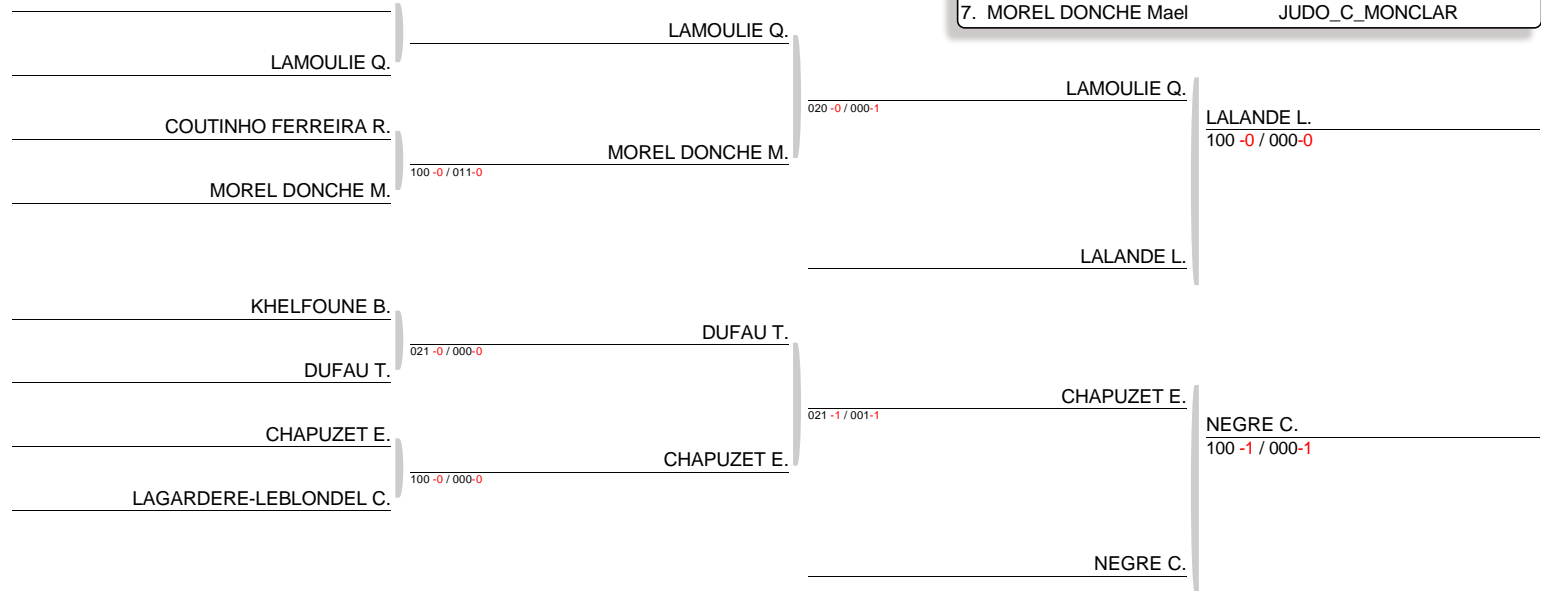 7. MOREL DONCHE Mael JUDO_C_MONCLAR
LAMOULIE Q.
LAMOULIE Q.
LAMOULIE Q.
020 -0 / 000-1
LALANDE L.
100 -0 / 000-0
COUTINHO FERREIRA R.
MOREL DONCHE M.
100 -0 / 011-0
MOREL DONCHE M.
LALANDE L.
KHELFOUNE B.
DUFAU T.
021 -0 / 000-0
DUFAU T.
CHAPUZET E.
021 -1 / 001-1
NEGRE C.
100 -1 / 000-1
CHAPUZET E.
CHAPUZET E.
100 -0 / 000-0
LAGARDERE-LEBLONDEL C.
NEGRE C.